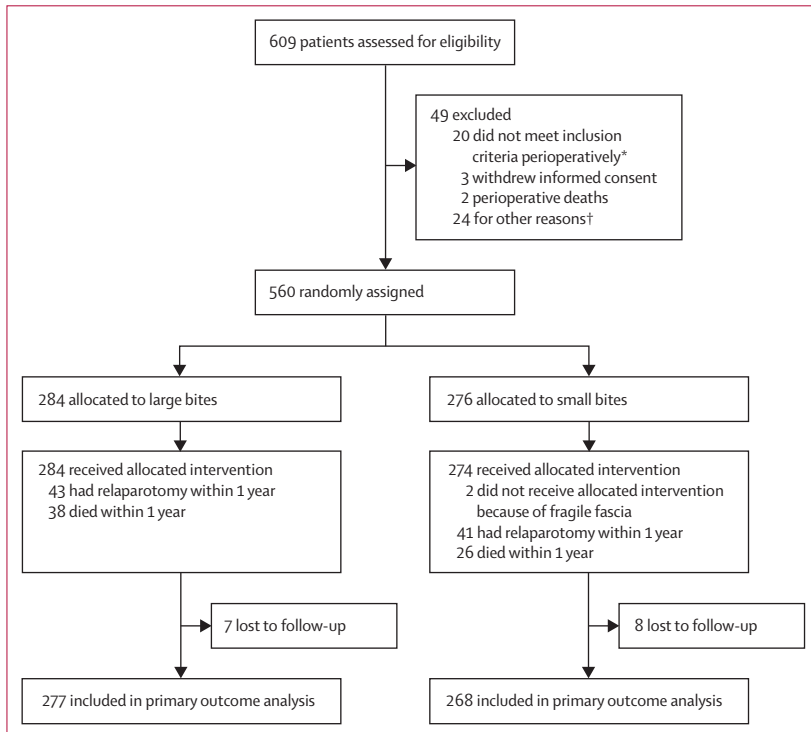 609 patients assessed for eligibility
49 excluded
20 did not meet inclusion
criteria perioperatively*
3 withdrew informed consent
2 perioperative deaths
24 for other reasons†
560 randomly assigned
284 allocated to large bites
276 allocated to small bites
284 received allocated intervention
43 had relaparotomy within 1 year
38 died within 1 year
274 received allocated intervention
2 did not receive allocated intervention
because of fragile fascia
41 had relaparotomy within 1 year
26 died within 1 year
7 lost to follow-up
8 lost to follow-up
277 included in primary outcome analysis
268 included in primary outcome analysis